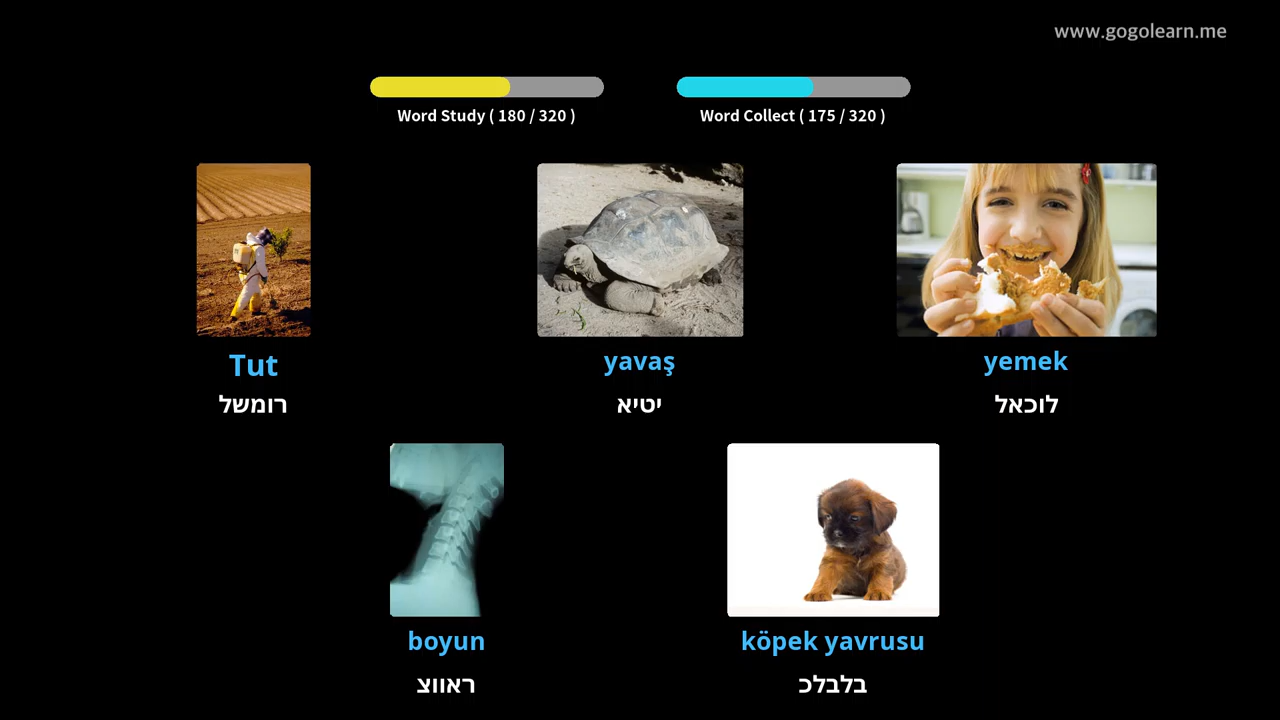 www.gogolearn.me
Word Study ( 180 / 320 )
Word Collect ( 175 / 320 )
Tut
רומשל
yavaş
יטיא
yemek
לוכאל
boyun
ראווצ
köpek yavrusu
בלבלכ